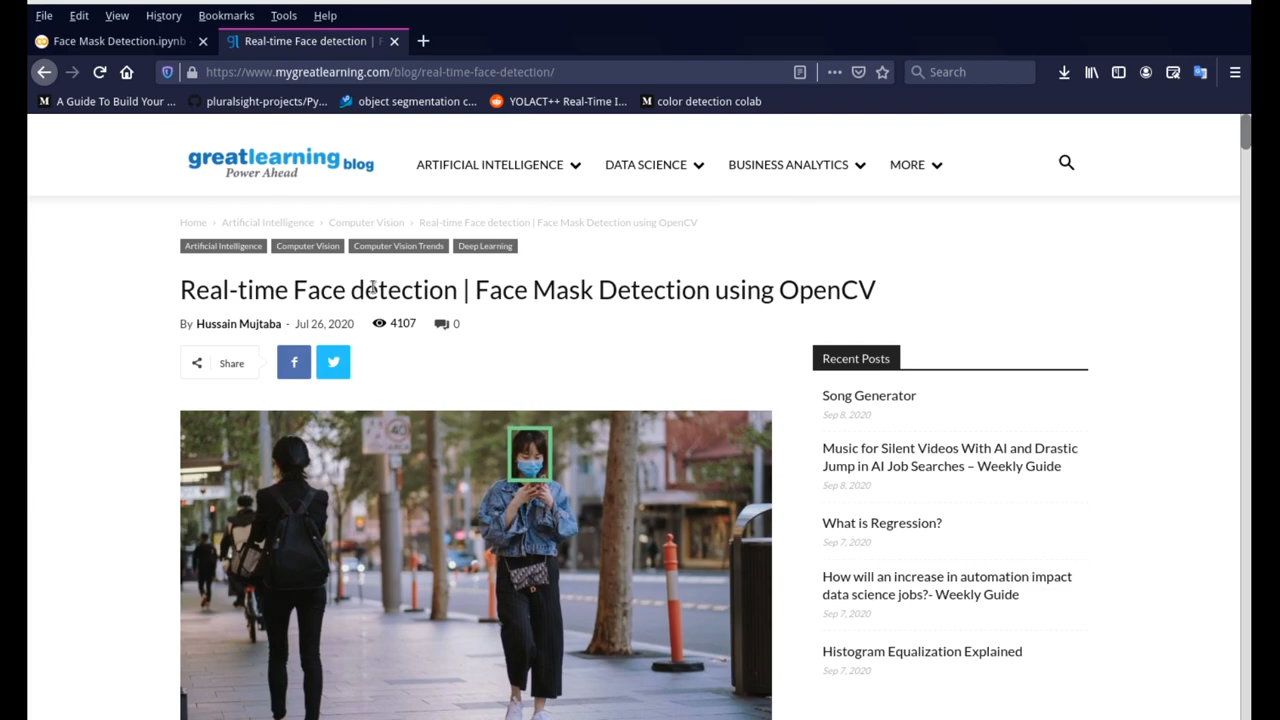 File Edit View History Bookmarks Tools Help
Face Mask Detection.ipynb Real-time Face detection | F
https://www.mygreatlearning.com/blog/real-time-face-detection/ Search
A Guide To Build Your ... pluralsight-projects/Py... object segmentation c... YOLACT++ Real-Time I... color detection colab
greatlearning blog
Power Ahead
ARTIFICIAL INTELLIGENCE DATA SCIENCE BUSINESS ANALYTICS MORE
Home › Artificial Intelligence › Computer Vision › Real-time Face detection | Face Mask Detection using OpenCV
Artificial Intelligence Computer Vision Computer Vision Trends Deep Learning
Real-time Face detection | Face Mask Detection using OpenCV
By Hussain Mujtaba - Jul 26, 2020 4107 0
Share
Recent Posts
Song Generator
Sep 8, 2020
Music for Silent Videos With AI and Drastic
Jump in AI Job Searches – Weekly Guide
Sep 8, 2020
What is Regression?
Sep 7, 2020
How will an increase in automation impact
data science jobs?- Weekly Guide
Sep 7, 2020
Histogram Equalization Explained
Sep 7, 2020
40